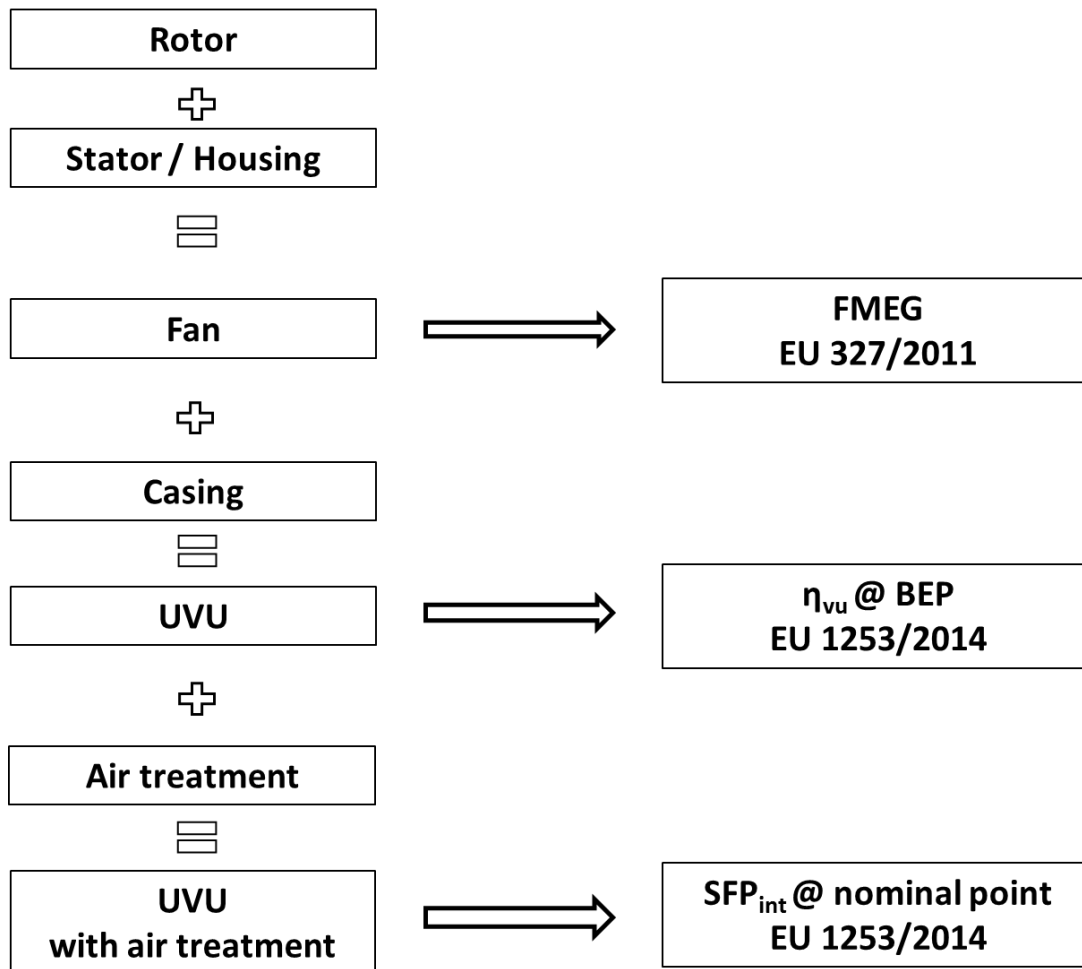 Rotor
Stator / Housing
Fan
FMEG
EU 327/2011
Casing
UVU
ηvu @ BEP
EU 1253/2014
Air treatment
UVU
with air treatment
SFPint @ nominal point
EU 1253/2014